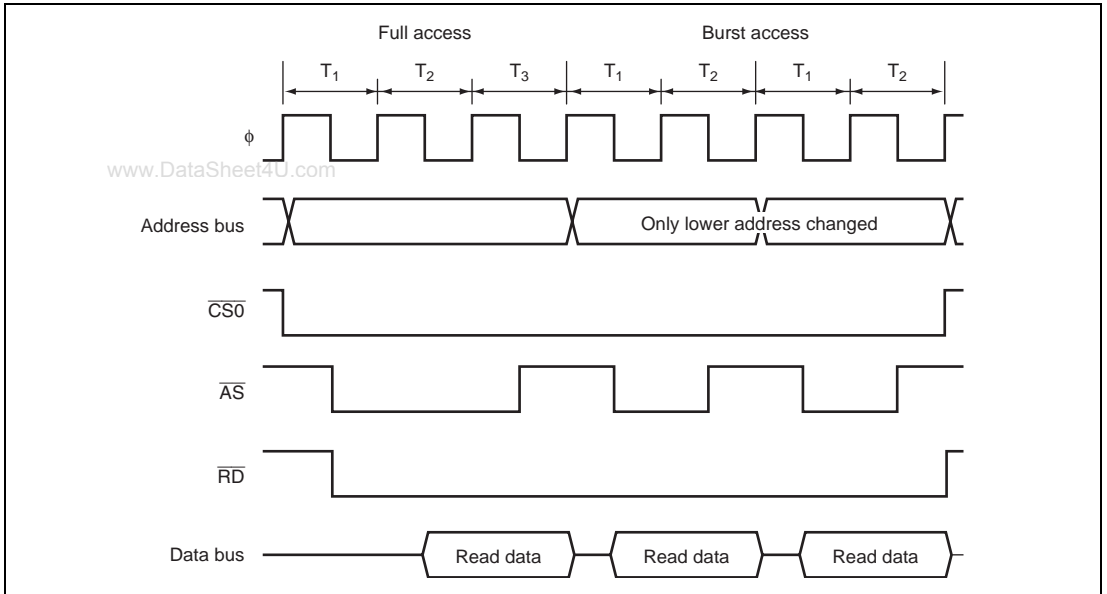 Full access Burst access
T1 T2 T3 T1 T2 T1 T2
ϕ
www.DataSheet4U.com
Address bus Only lower address changed
CS0
AS
RD
Data bus Read data Read data Read data